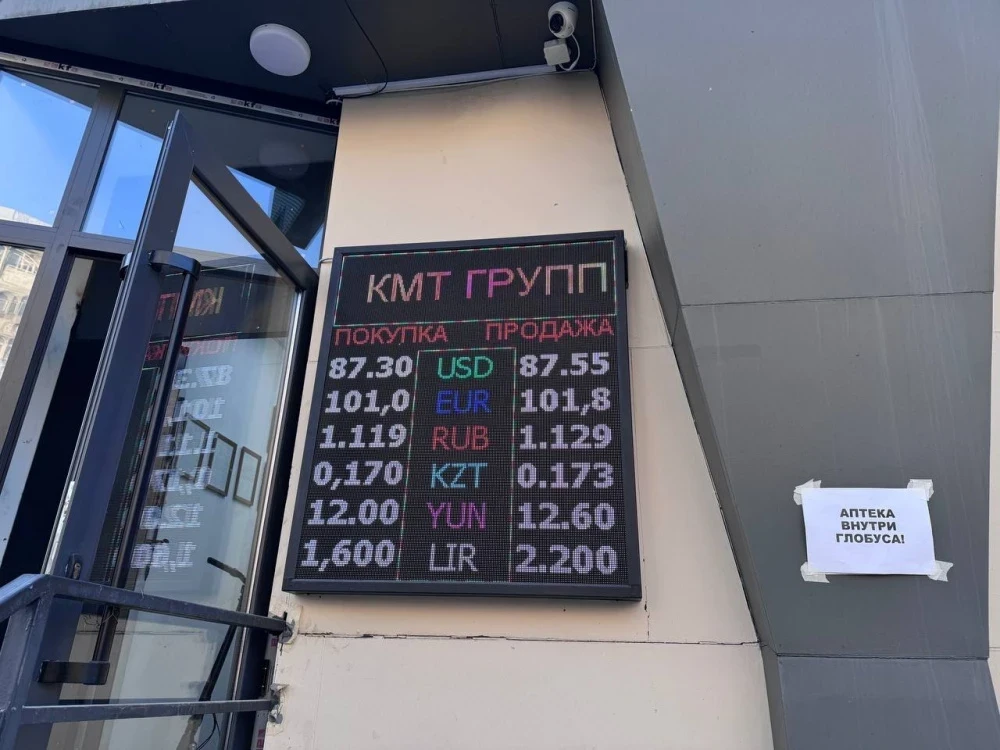 КМТ ГРУПП
ПОКУПКА ПРОДАЖА
87.30 USD 87.55
101,0 EUR 101,8
1.119 RUB 1.129
0,170 KZT 0.173
12.00 YUN 12.60
1,600 LIR 2.200
АПТЕКА
ВНУТРИ
ГЛОБУСА!